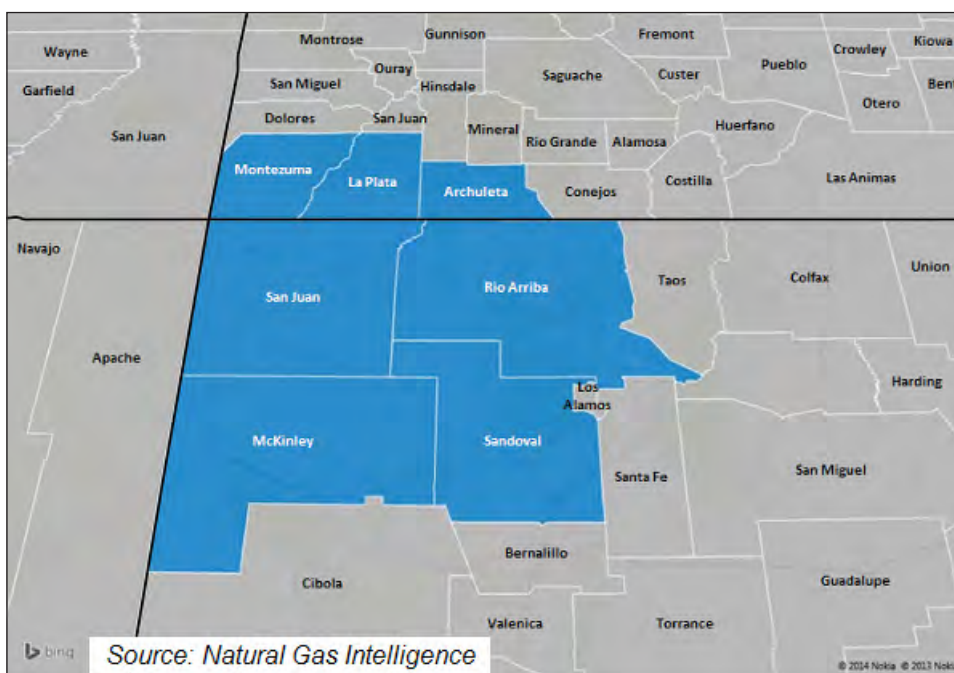 Montrose
Gunnison
Fremont
Crowley
Kiowa
Wayne
Ouray
Pueblo
Saguache
Custer
San Miguel
Hinsdale
Bent
Garfield
Otero
Dolores
San Juan
Mineral
Huerfano
San Juan
Rio Grande
Alamosa
Montezuma
La Plata
Archuleta
Conejos
Costilla
Las Animas
Navajo
Union
Taos
Colfax
Rio Arriba
San Juan
Apache
Harding
Los
Alamos
McKinley
Sandoval
Santa Fe
San Miguel
Bernalillo
Cibola
Guadalupe
Valenica
Torrance
bing
Source: Natural Gas Intelligence
© 2014 Nokia © 2013 Nokia